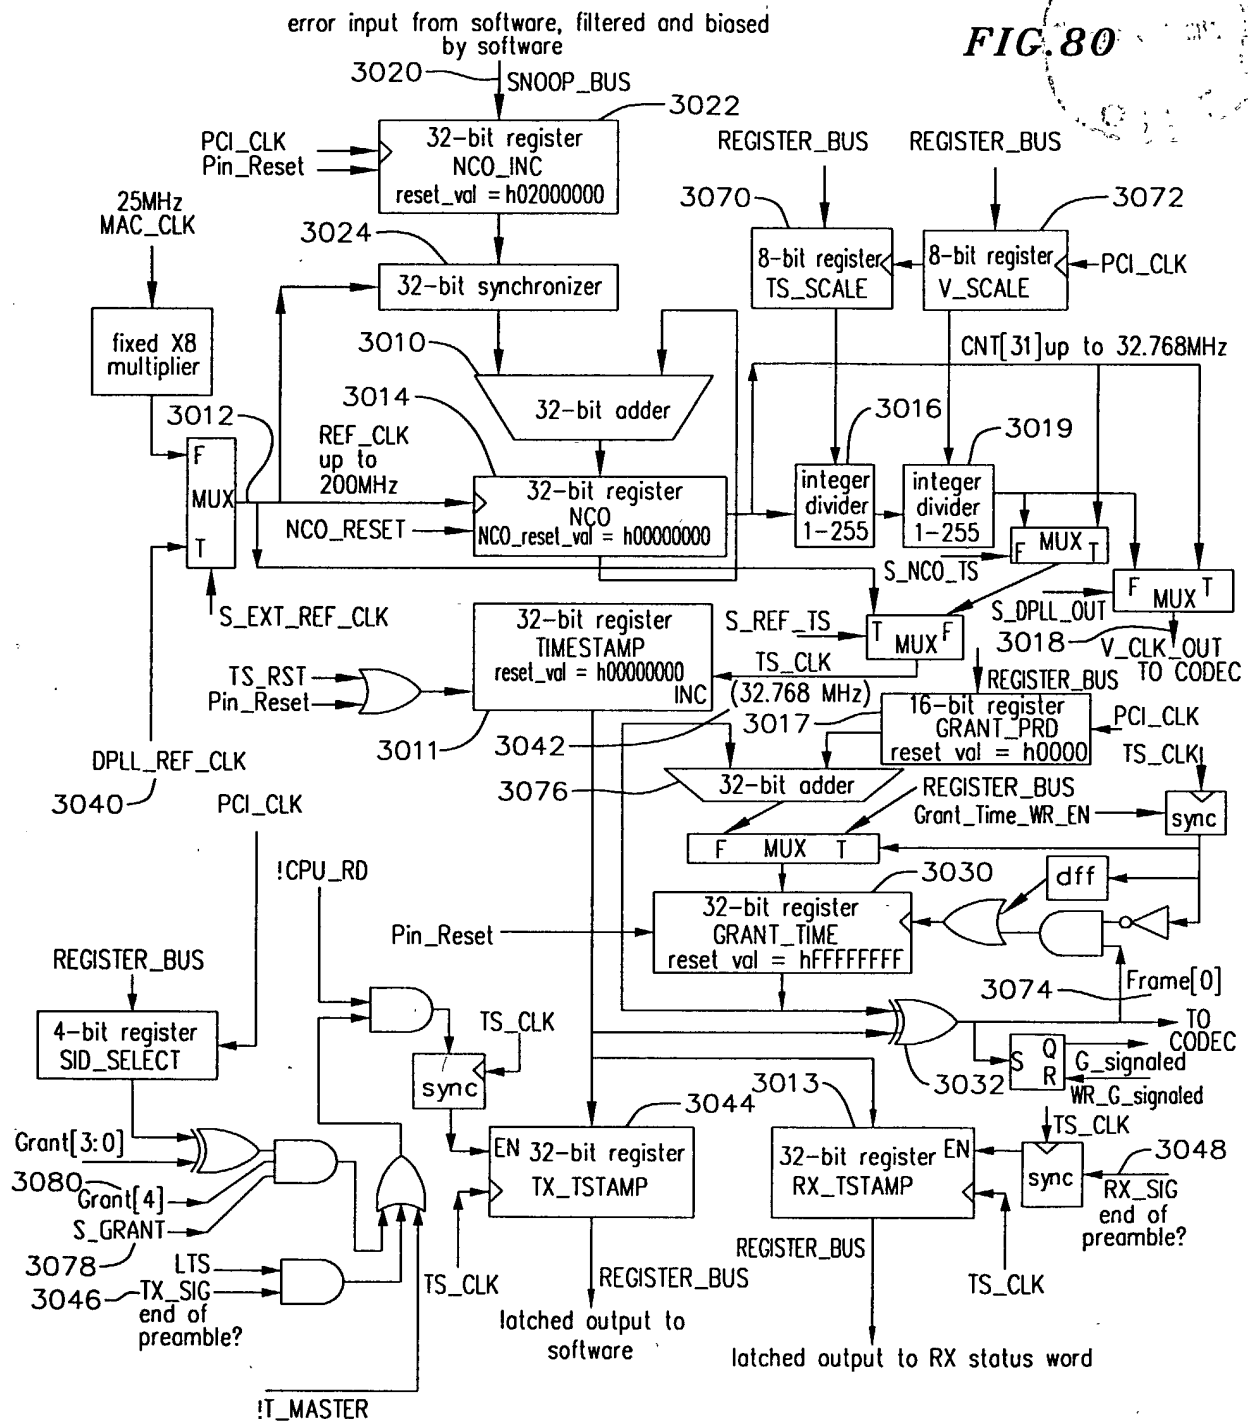 error input from software, filtered and biased
by software
FIG.80
3020
SNOOP_BUS
3022
PCI_CLK
Pin_Reset
32-bit register
NCO_INC
reset_val = h02000000
REGISTER_BUS
REGISTER_BUS
25MHz
MAC_CLK
3024
3070
3072
32-bit synchronizer
8-bit register
TS_SCALE
8-bit register
V_SCALE
PCI_CLK
fixed X8
multiplier
3010
CNT[31]up to 32.768MHz
32-bit adder
3012
3014
3016
3019
REF_CLK
up to
200MHz
F
MUX
T
32-bit register
NCO
NCO_reset_val = h00000000
NCO_RESET
integer
divider
1-255
integer
divider
1-255
F MUX T
S_NCO_TS
F MUX T
S_DPLL_OUT
S_EXT_REF_CLK
32-bit register
TIMESTAMP
reset_val = h00000000
INC
S_REF_TS
T MUX F
3018
V_CLK_OUT
TO CODEC
TS_RST
Pin_Reset
TS_CLK
(32.768 MHz)
REGISTER_BUS
3011
3042
3017
16-bit register
GRANT_PRD
reset val = h0000
PCI_CLK
DPLL_REF_CLK
3040
TS_CLK
3076
32-bit adder
REGISTER_BUS
Grant_Time_WR_EN
sync
PCI_CLK
F MUX T
!CPU_RD
3030
dff
32-bit register
GRANT_TIME
reset val = hFFFFFFFF
Pin_Reset
REGISTER_BUS
3074
Frame[0]
4-bit register
SID_SELECT
TS_CLK
TO
CODEC
sync
S Q
R
G_signaled
WR_G_signaled
3032
3013
3044
TS_CLK
Grant[3:0]
EN 32-bit register
TX_TSTAMP
32-bit register EN
RX_TSTAMP
sync
3048
RX_SIG
end of
preamble?
3080
Grant[4]
S_GRANT
3078
LTS
3046
TX_SIG
end of
preamble?
TS_CLK
REGISTER_BUS
REGISTER_BUS
TS_CLK
latched output to
software
latched output to RX status word
!T_MASTER